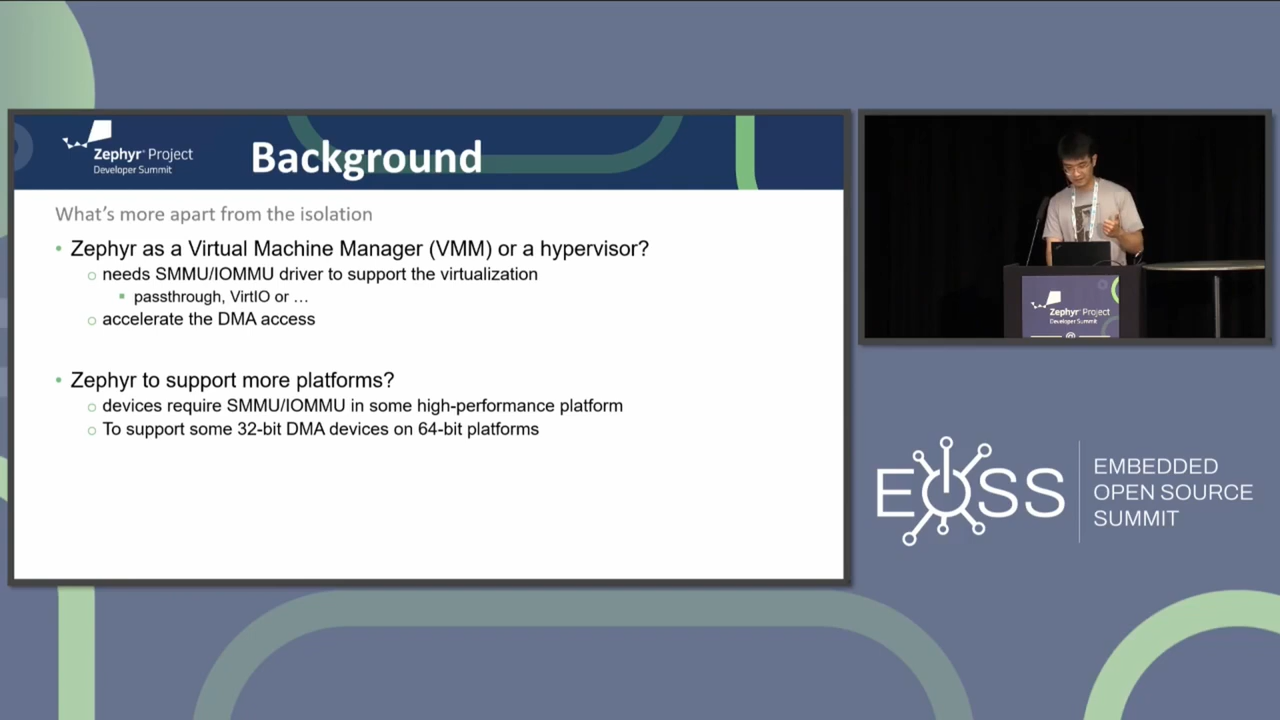 Zephyr® Project
Developer Summit
Background
What's more apart from the isolation
• Zephyr as a Virtual Machine Manager (VMM) or a hypervisor?
○ needs SMMU/IOMMU driver to support the virtualization
▪ passthrough, VirtIO or …
○ accelerate the DMA access
• Zephyr to support more platforms?
○ devices require SMMU/IOMMU in some high-performance platform
○ To support some 32-bit DMA devices on 64-bit platforms
Zephyr® Project
Developer Summit
EOSS
EMBEDDED
OPEN SOURCE
SUMMIT